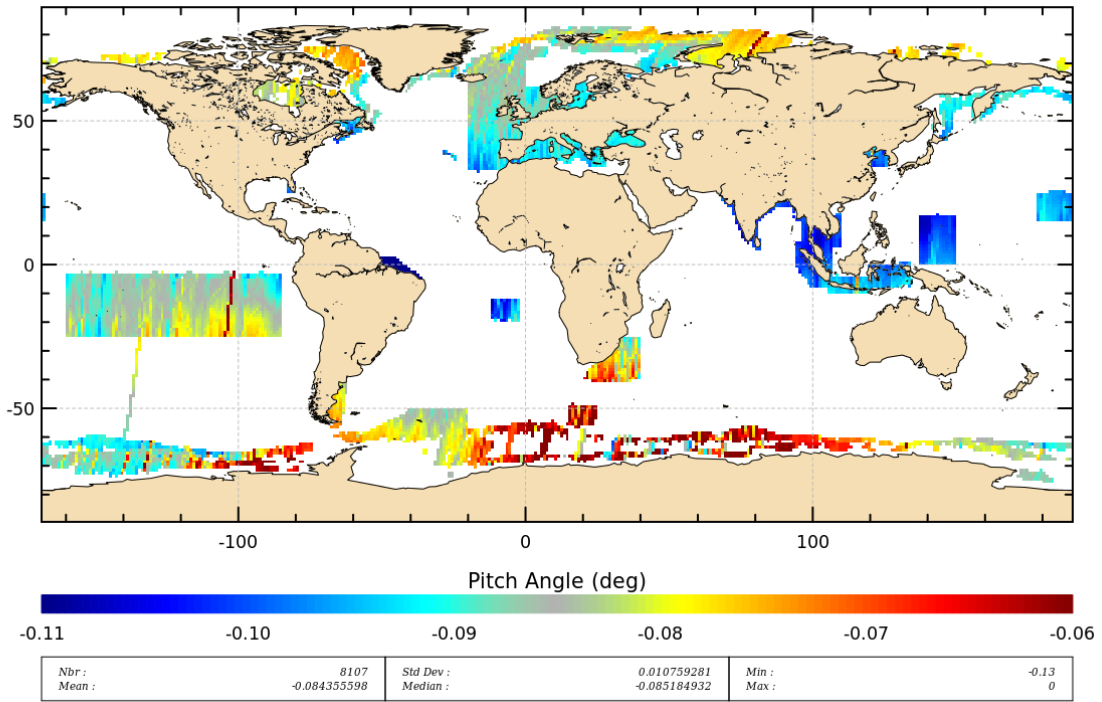 50
0
-50
-100 0 100
Pitch Angle (deg)
-0.11 -0.10 -0.09 -0.08 -0.07 -0.06
Nbr : 8107 Std Dev : 0.010759281 Min : -0.13
Mean : -0.084355598 Median : -0.085184932 Max : 0